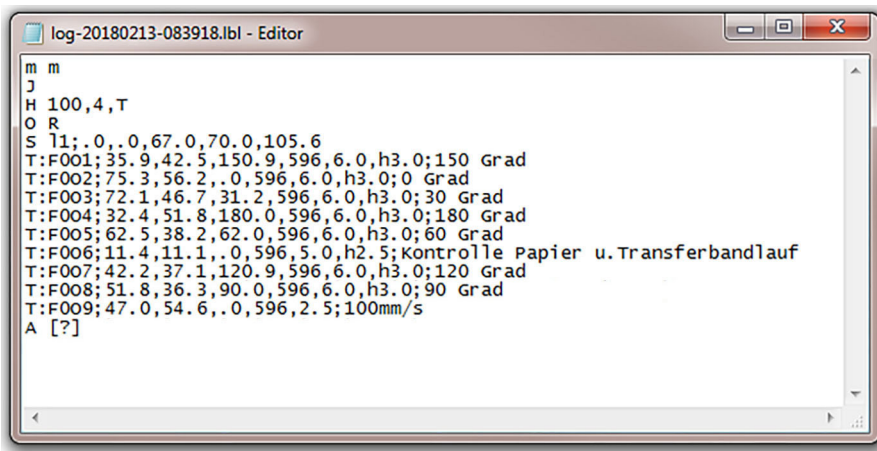 log-20180213-083918.lbl - Editor
m m
J
H 100,4,T
O R
S l1;.0,.0,67.0,70.0,105.6
T:F001;35.9,42.5,150.9,596,6.0,h3.0;150 Grad
T:F002;75.3,56.2,.0,596,6.0,h3.0;0 Grad
T:F003;72.1,46.7,31.2,596,6.0,h3.0;30 Grad
T:F004;32.4,51.8,180.0,596,6.0,h3.0;180 Grad
T:F005;62.5,38.2,62.0,596,6.0,h3.0;60 Grad
T:F006;11.4,11.1,.0,596,5.0,h2.5;Kontrolle Papier u.Transferbandlauf
T:F007;42.2,37.1,120.9,596,6.0,h3.0;120 Grad
T:F008;51.8,36.3,90.0,596,6.0,h3.0;90 Grad
T:F009;47.0,54.6,.0,596,2.5;100mm/s
A [?]